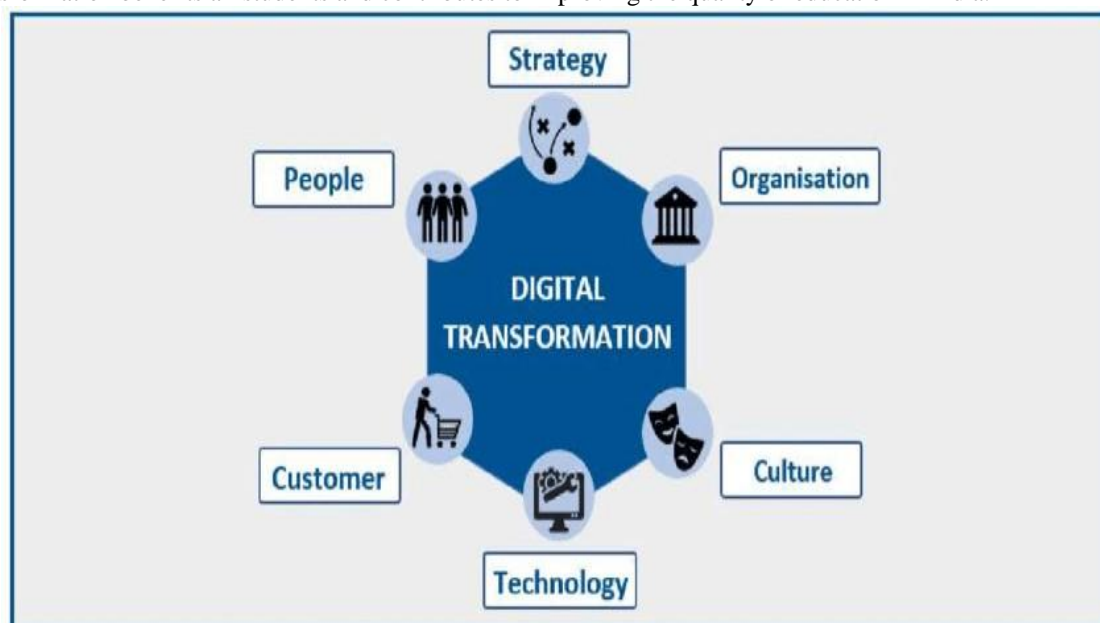 Strategy
People
Organisation
DIGITAL
TRANSFORMATION
Customer
Culture
Technology